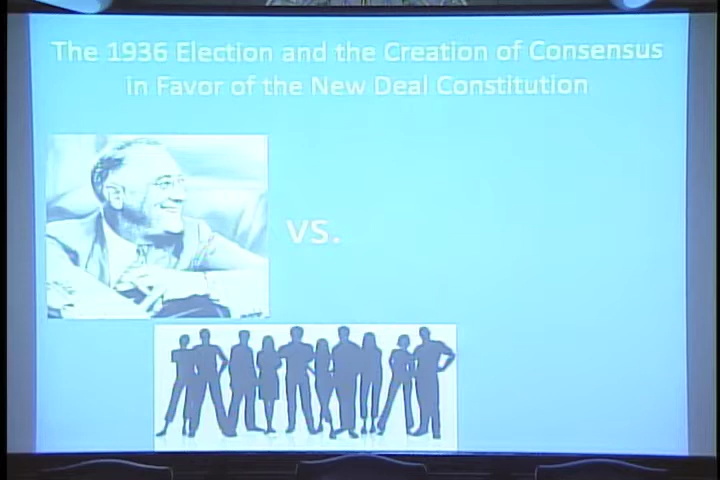 The 1936 Election and the Creation of Consensus
in Favor of the New Deal Constitution
vs.